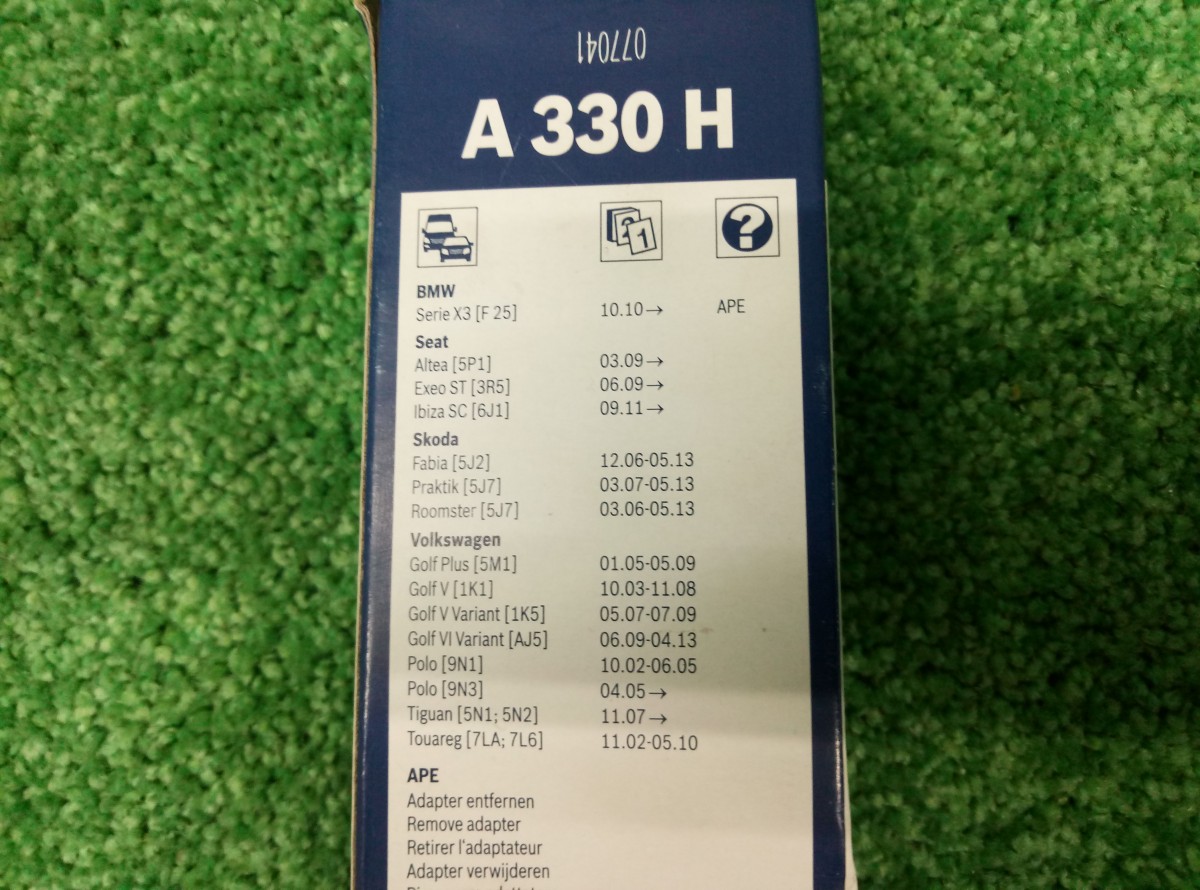 077041
A 330 H
2 1 ?
BMW
Serie X3 [F 25] 10.10→ APE
Seat
Altea [5P1] 03.09→
Exeo ST [3R5] 06.09→
Ibiza SC [6J1] 09.11→
Skoda
Fabia [5J2] 12.06-05.13
Praktik [5J7] 03.07-05.13
Roomster [5J7] 03.06-05.13
Volkswagen
Golf Plus [5M1] 01.05-05.09
Golf V [1K1] 10.03-11.08
Golf V Variant [1K5] 05.07-07.09
Golf VI Variant [AJ5] 06.09-04.13
Polo [9N1] 10.02-06.05
Polo [9N3] 04.05→
Tiguan [5N1; 5N2] 11.07→
Touareg [7LA; 7L6] 11.02-05.10
APE
Adapter entfernen
Remove adapter
Retirer l'adaptateur
Adapter verwijderen